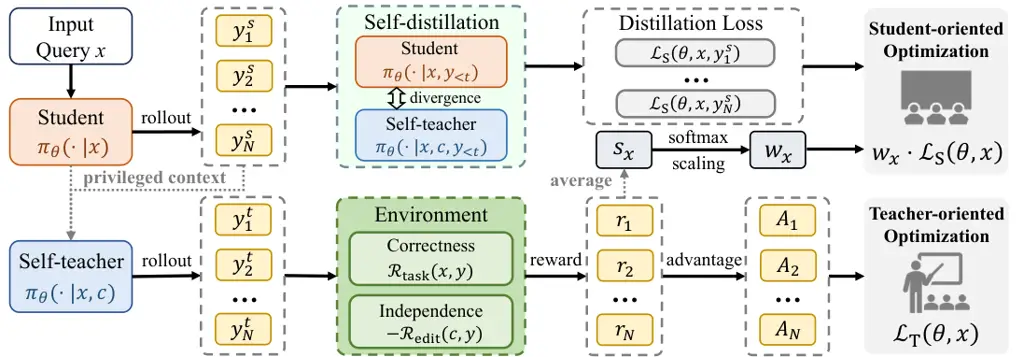 Input
Query x
Student
π_θ(· |x)
rollout
y_1^s
y_2^s
...
y_N^s
Self-distillation
Student
π_θ(· |x, y_{<t})
divergence
Self-teacher
π_θ(· |x, c, y_{<t})
Distillation Loss
ℒ_S(θ, x, y_1^s)
...
ℒ_S(θ, x, y_N^s)
s_x
softmax
scaling
w_x
Student-oriented
Optimization
w_x · ℒ_S(θ, x)
privileged context
average
Self-teacher
π_θ(· |x, c)
rollout
y_1^t
y_2^t
...
y_N^t
Environment
Correctness
ℛ_task(x, y)
Independence
−ℛ_edit(c, y)
reward
r_1
r_2
...
r_N
advantage
A_1
A_2
...
A_N
Teacher-oriented
Optimization
ℒ_T(θ, x)